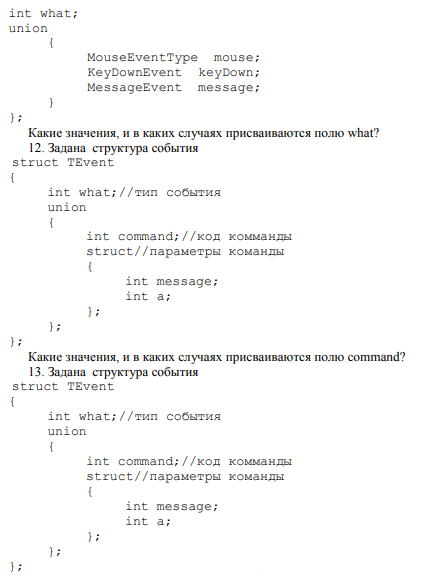 int what;
union
{
MouseEventType mouse;
KeyDownEvent keyDown;
MessageEvent message;
}
};
Какие значения, и в каких случаях присваиваются полю what?
12. Задана структура события
struct TEvent
{
int what;//тип события
union
{
int command;//код комманды
struct//параметры команды
{
int message;
int a;
};
};
};
Какие значения, и в каких случаях присваиваются полю command?
13. Задана структура события
struct TEvent
{
int what;//тип события
union
{
int command;//код комманды
struct//параметры команды
{
int message;
int a;
};
};
};